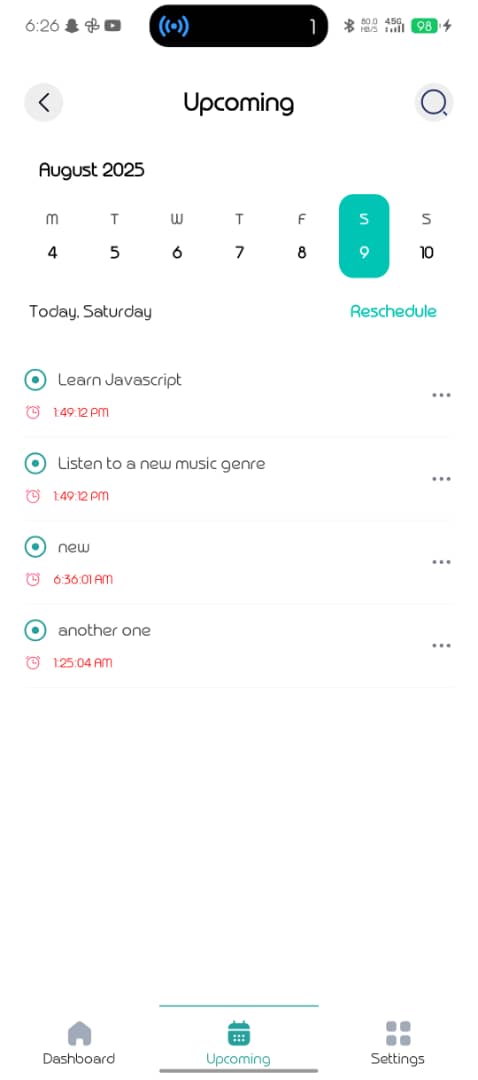 6:26 1 80.0 KB/S 4.5G 98
Upcoming
August 2025
M T W T F S S
4 5 6 7 8 9 10
Today, Saturday Reschedule
Learn Javascript
1:49:12 PM
Listen to a new music genre
1:49:12 PM
new
6:36:01 AM
another one
1:25:04 AM
Dashboard Upcoming Settings